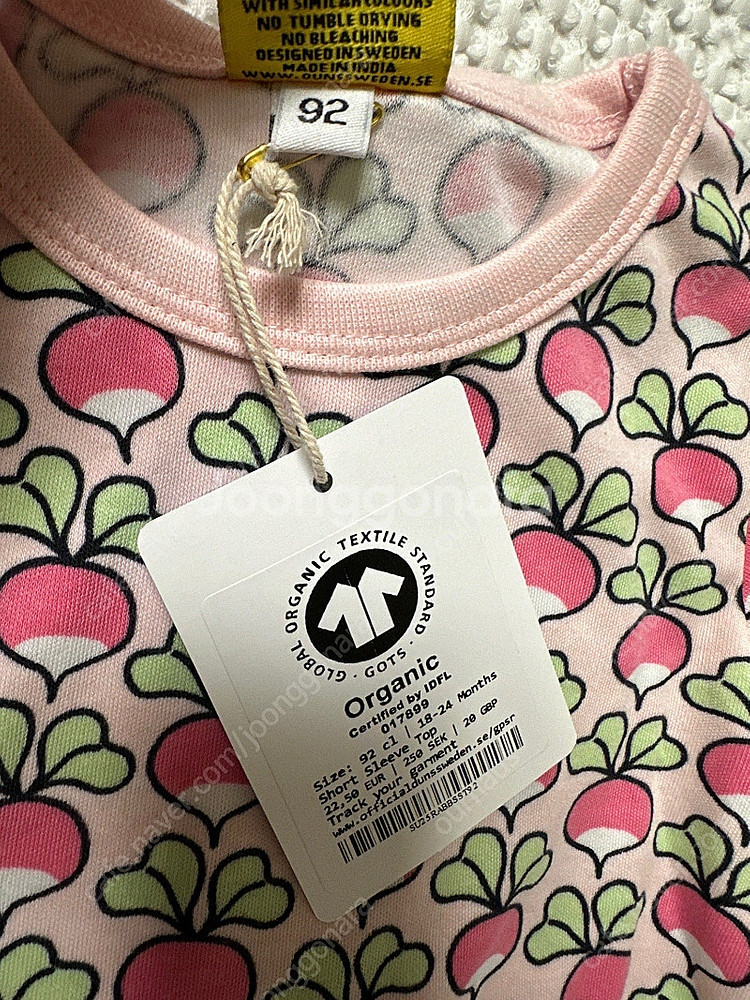 WITH SIMILAR COLOURS
NO TUMBLE DRYING
NO BLEACHING
DESIGNED IN SWEDEN
MADE IN INDIA
WWW.DUNSSWEDEN.SE
92
GLOBAL ORGANIC TEXTILE STANDARD · GOTS ·
Organic
Certified by IDFL
017899
Size: 92 cl | 18-24 Months
Short Sleeve Top
22,50 EUR | 250 SEK | 20 GBP
Track your garment
www.officialdunssweden.se/gpsr
SU25RABBSST92
joonggonara